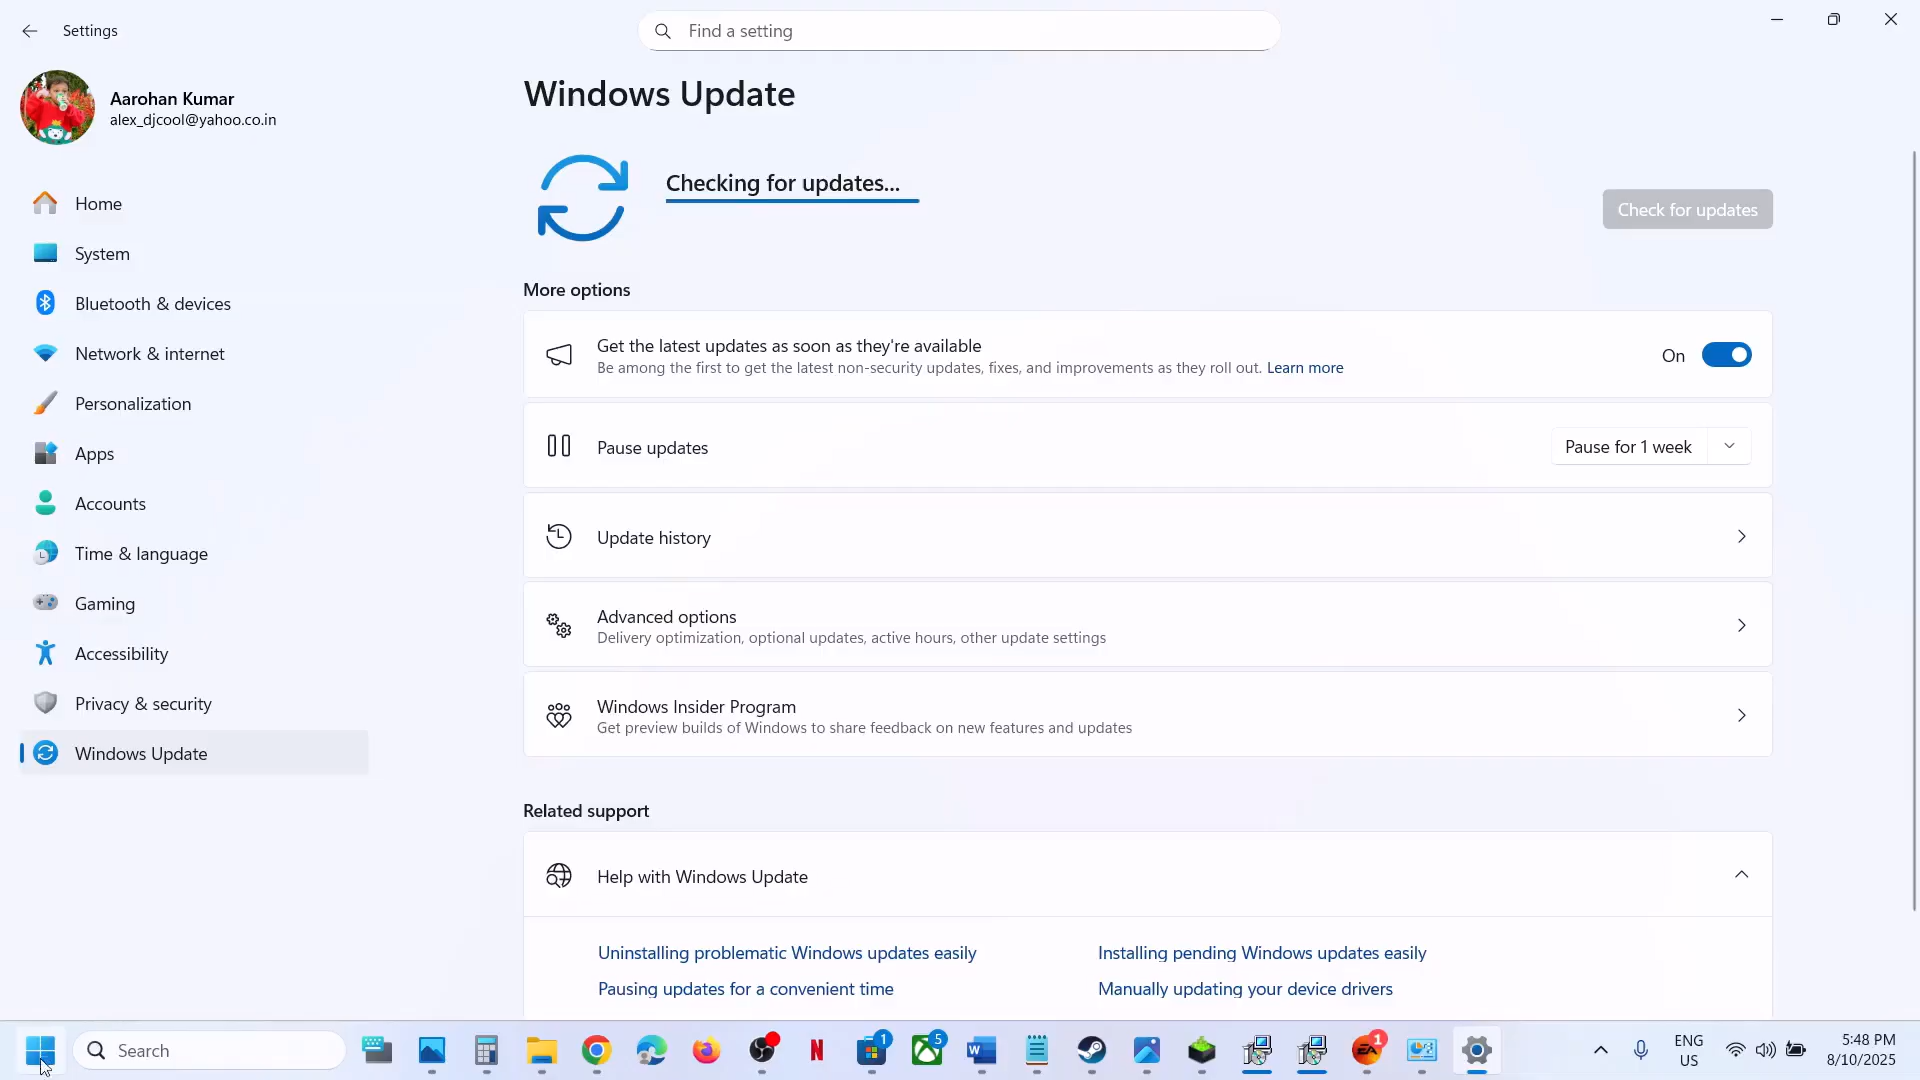 Settings
Find a setting
Aarohan Kumar
alex_djcool@yahoo.co.in
Home
System
Bluetooth & devices
Network & internet
Personalization
Apps
Accounts
Time & language
Gaming
Accessibility
Privacy & security
Windows Update
Windows Update
Checking for updates...
Check for updates
More options
Get the latest updates as soon as they're available
Be among the first to get the latest non-security updates, fixes, and improvements as they roll out. Learn more
On
Pause updates
Pause for 1 week
Update history
Advanced options
Delivery optimization, optional updates, active hours, other update settings
Windows Insider Program
Get preview builds of Windows to share feedback on new features and updates
Related support
Help with Windows Update
Uninstalling problematic Windows updates easily
Installing pending Windows updates easily
Pausing updates for a convenient time
Manually updating your device drivers
Search
N
1
5
W
EA
1
ENG
US
5:48 PM
8/10/2025